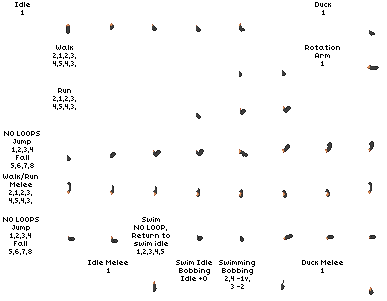 Idle
1
Duck
1
Walk
2,1,2,3,
4,5,4,3,
Rotation
Arm
1
Run
2,1,2,3,
4,5,4,3,
NO LOOPS
Jump
1,2,3,4
Fall
5,6,7,8
Walk/Run
Melee
2,1,2,3,
4,5,4,3,
NO LOOPS
Jump
1,2,3,4
Fall
5,6,7,8
Swim
NO LOOP,
Return to
swim idle
1,2,3,4,5
Idle Melee
1
Swim Idle
Bobbing
Idle +0
Swimming
Bobbing
2,4 -1v,
3 -2
Duck Melee
1